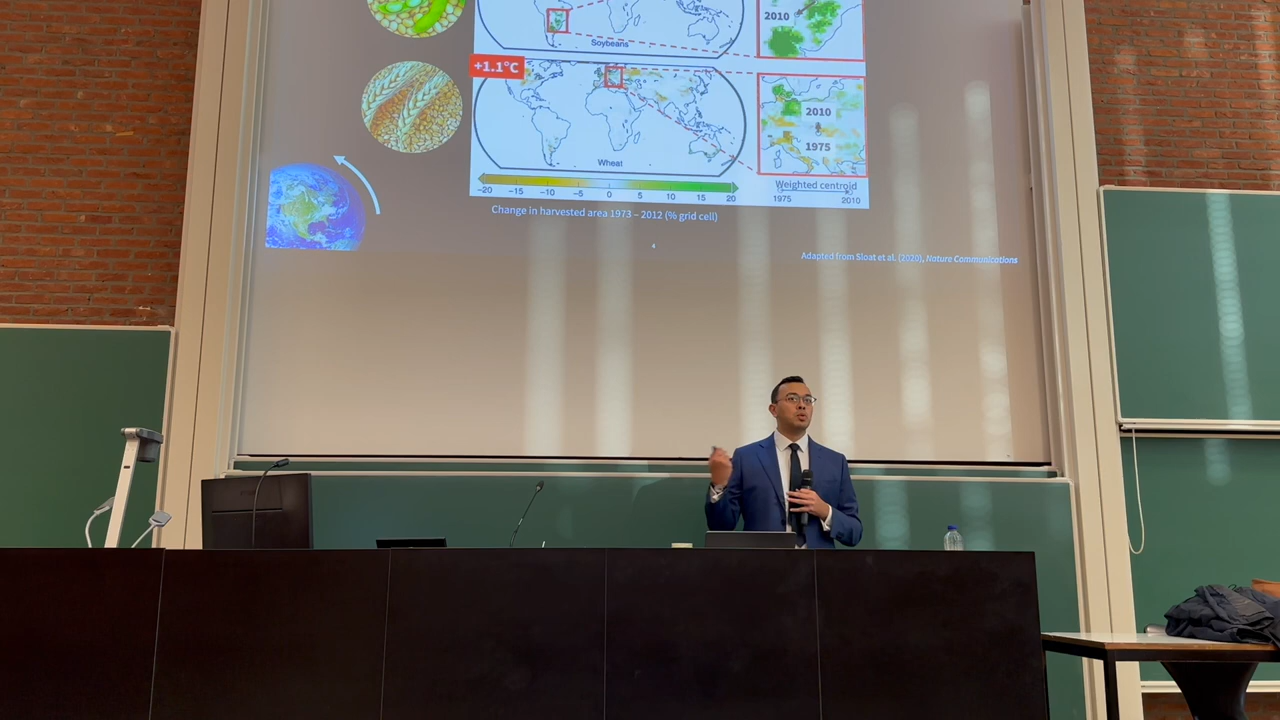 2010
Soybeans
+1.1°C
2010
1975
Wheat
−20 −15 −10 −5 0 5 10 15 20
Weighted centroid
1975 2010
Change in harvested area 1973 – 2012 (% grid cell)
4
Adapted from Sloat et al. (2020), Nature Communications